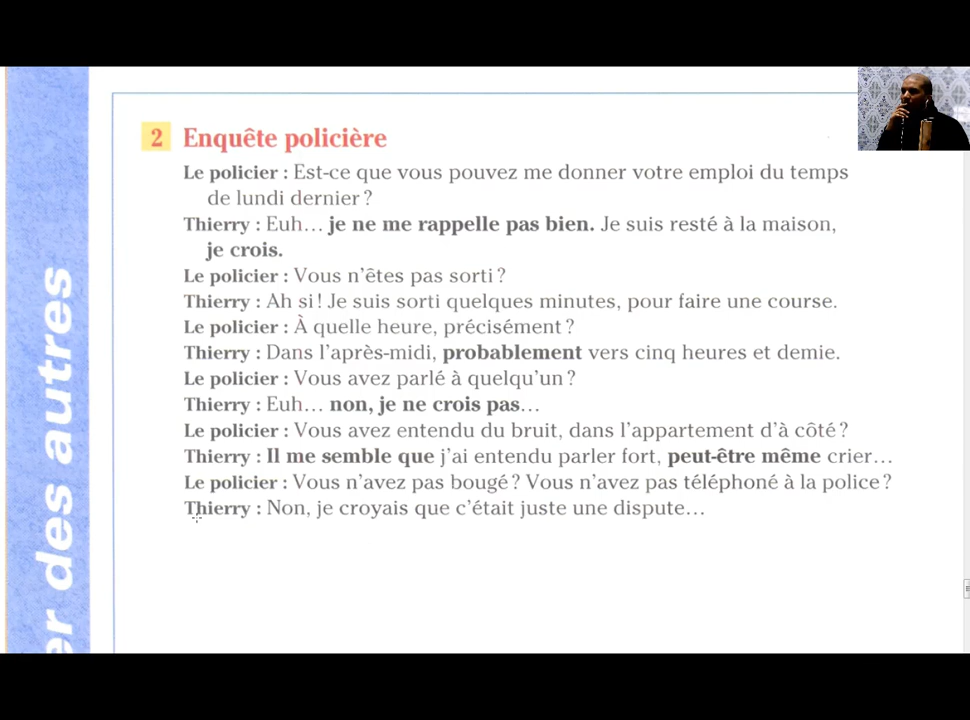 2 Enquête policière
Le policier : Est-ce que vous pouvez me donner votre emploi du temps
de lundi dernier ?
Thierry : Euh… je ne me rappelle pas bien. Je suis resté à la maison,
je crois.
Le policier : Vous n'êtes pas sorti ?
Thierry : Ah si ! Je suis sorti quelques minutes, pour faire une course.
Le policier : À quelle heure, précisément ?
Thierry : Dans l'après-midi, probablement vers cinq heures et demie.
Le policier : Vous avez parlé à quelqu'un ?
Thierry : Euh… non, je ne crois pas…
Le policier : Vous avez entendu du bruit, dans l'appartement d'à côté ?
Thierry : Il me semble que j'ai entendu parler fort, peut-être même crier…
Le policier : Vous n'avez pas bougé ? Vous n'avez pas téléphoné à la police ?
Thierry : Non, je croyais que c'était juste une dispute…
er des autres